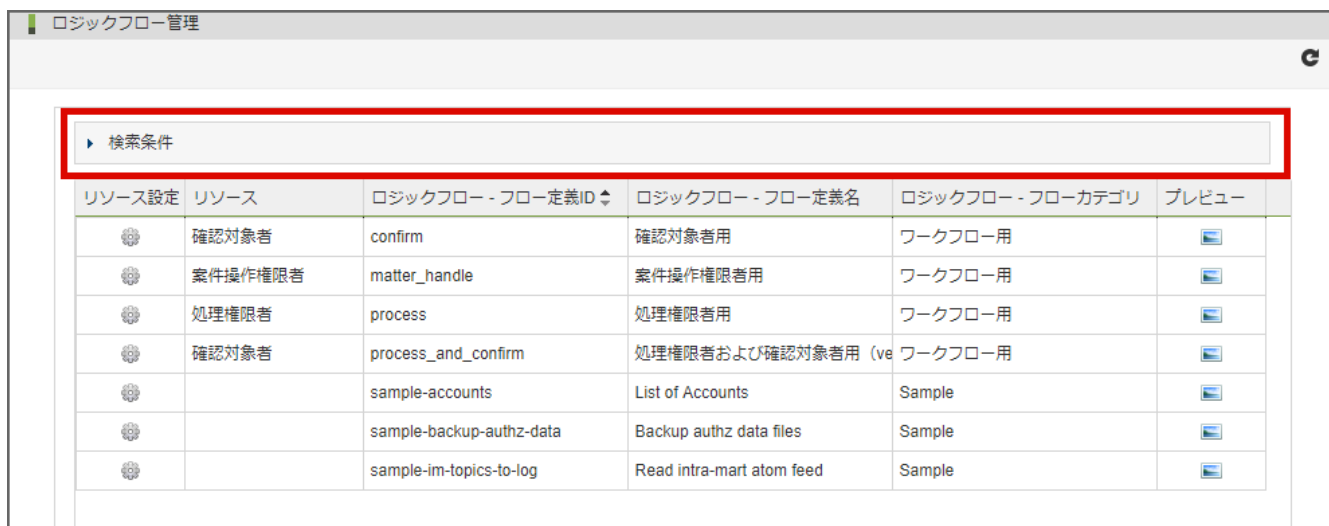 ロジックフロー管理
検索条件
リソース設定 リソース ロジックフロー - フロー定義ID ロジックフロー - フロー定義名 ロジックフロー - フローカテゴリ プレビュー
確認対象者 confirm 確認対象者用 ワークフロー用
案件操作権限者 matter_handle 案件操作権限者用 ワークフロー用
処理権限者 process 処理権限者用 ワークフロー用
確認対象者 process_and_confirm 処理権限者および確認対象者用（ve ワークフロー用
sample-accounts List of Accounts Sample
sample-backup-authz-data Backup authz data files Sample
sample-im-topics-to-log Read intra-mart atom feed Sample